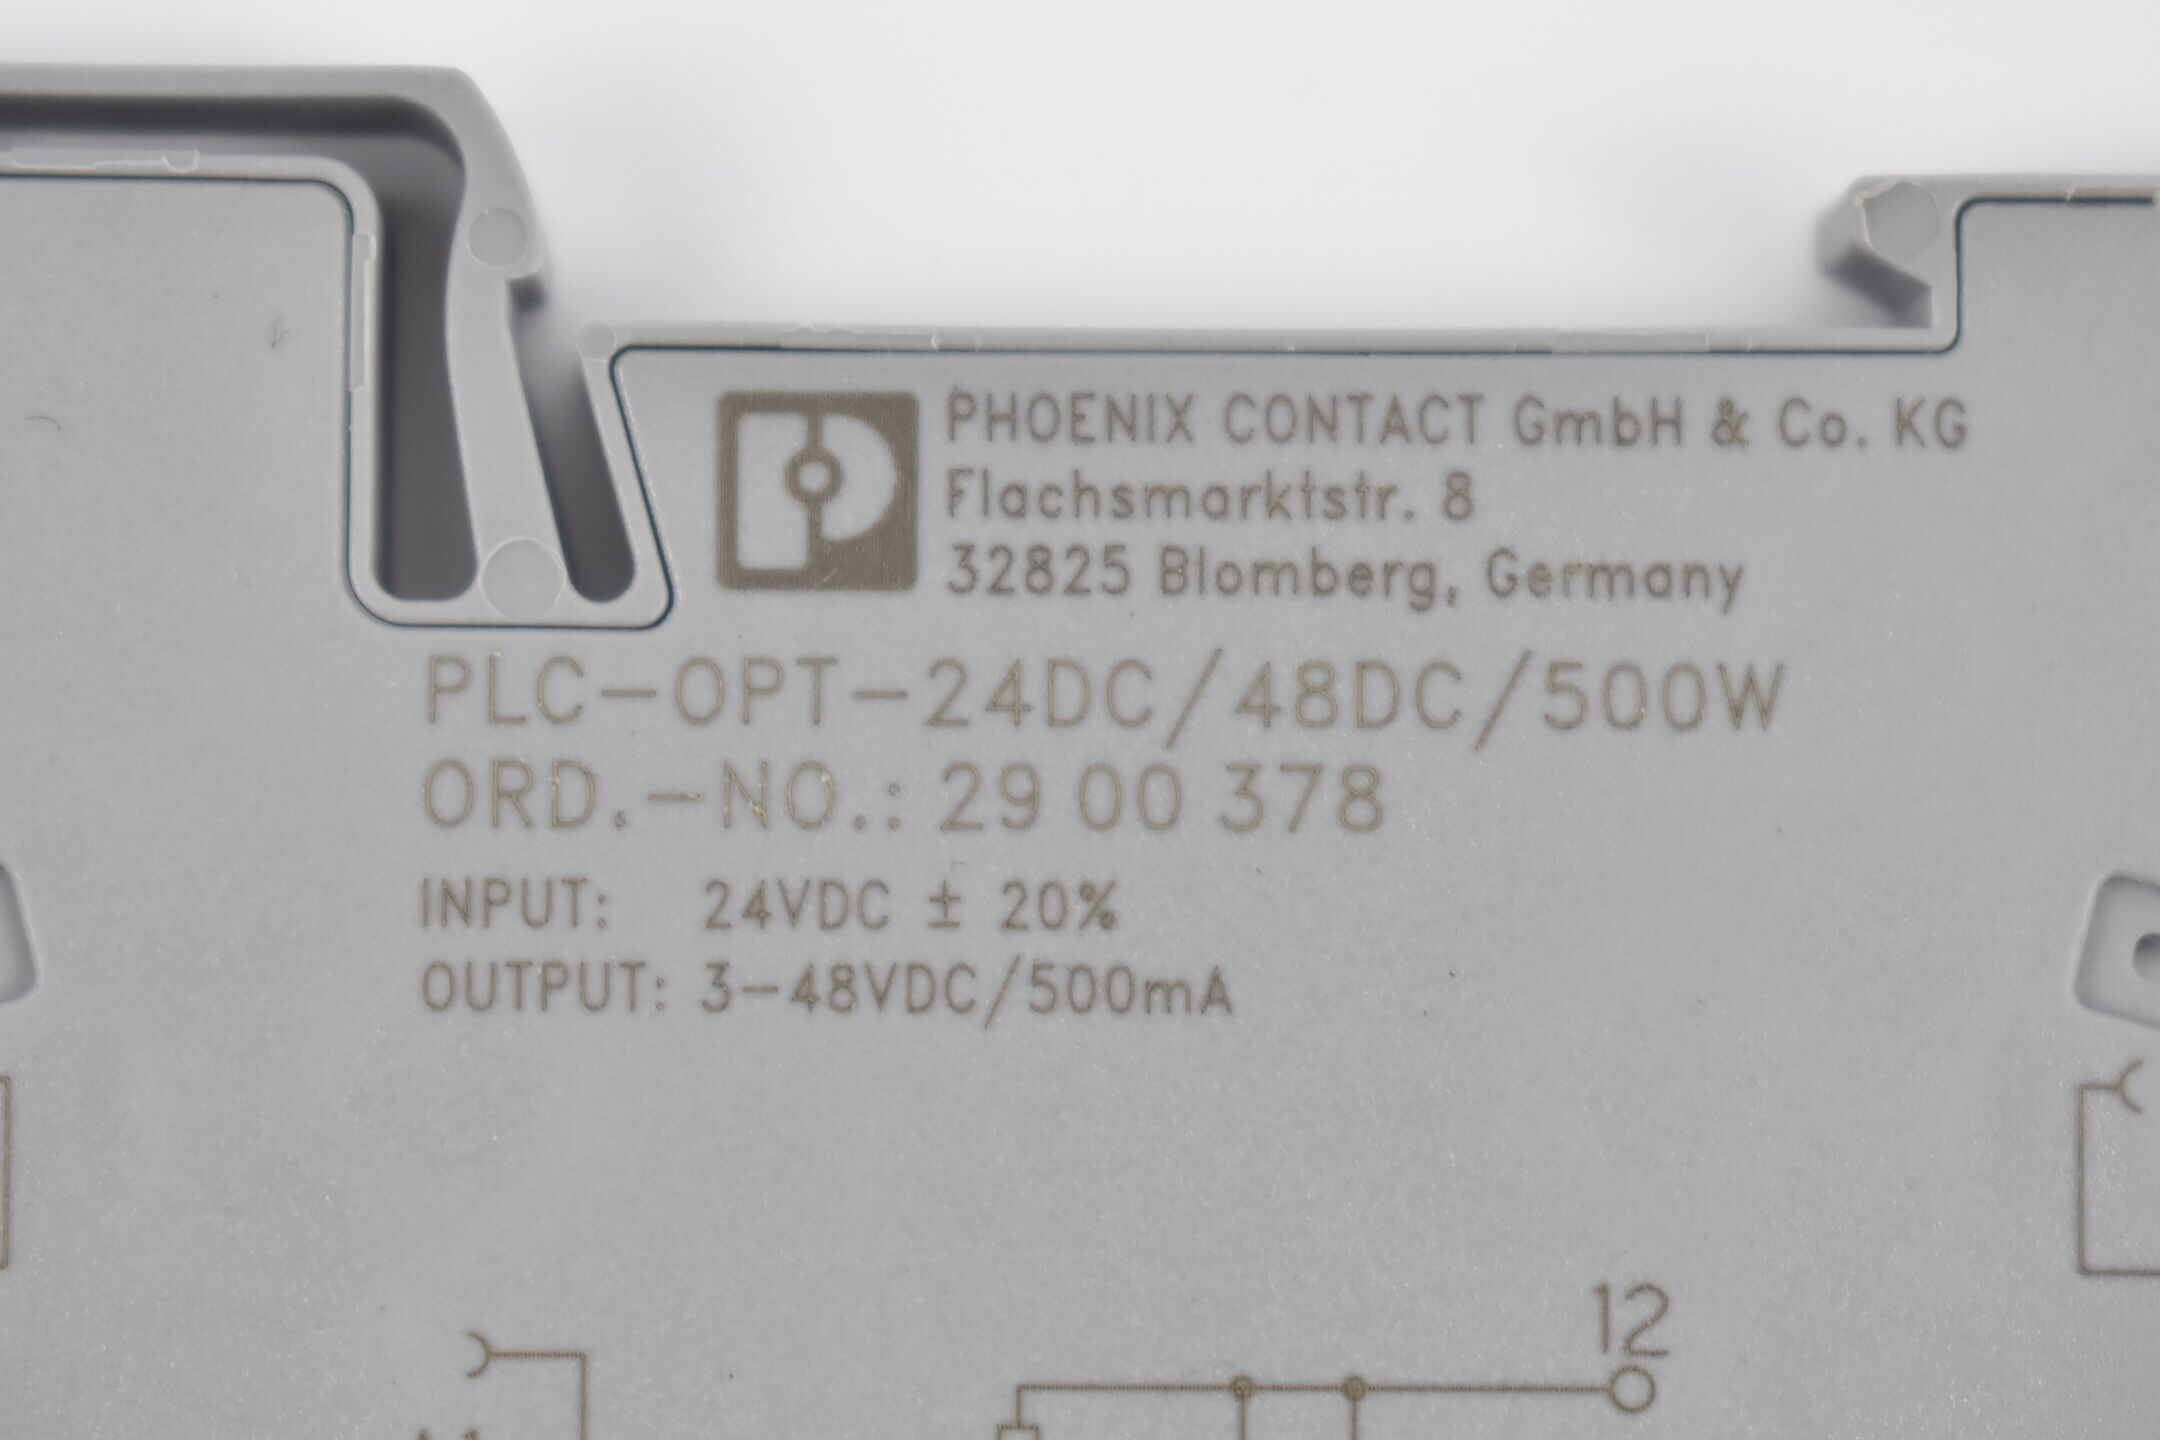 PHOENIX CONTACT GmbH & Co. KG
Flachsmarktstr. 8
32825 Blomberg, Germany
PLC-OPT-24DC/48DC/500W
ORD.-NO.: 29 00 378
INPUT: 24VDC ± 20%
OUTPUT: 3-48VDC/500mA
12